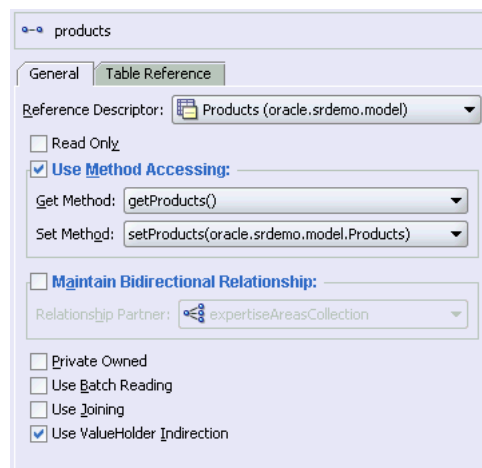 products
General Table Reference
Reference Descriptor: Products (oracle.srdemo.model)
Read Only
Use Method Accessing:
Get Method: getProducts()
Set Method: setProducts(oracle.srdemo.model.Products)
Maintain Bidirectional Relationship:
Relationship Partner: expertiseAreasCollection
Private Owned
Use Batch Reading
Use Joining
Use ValueHolder Indirection